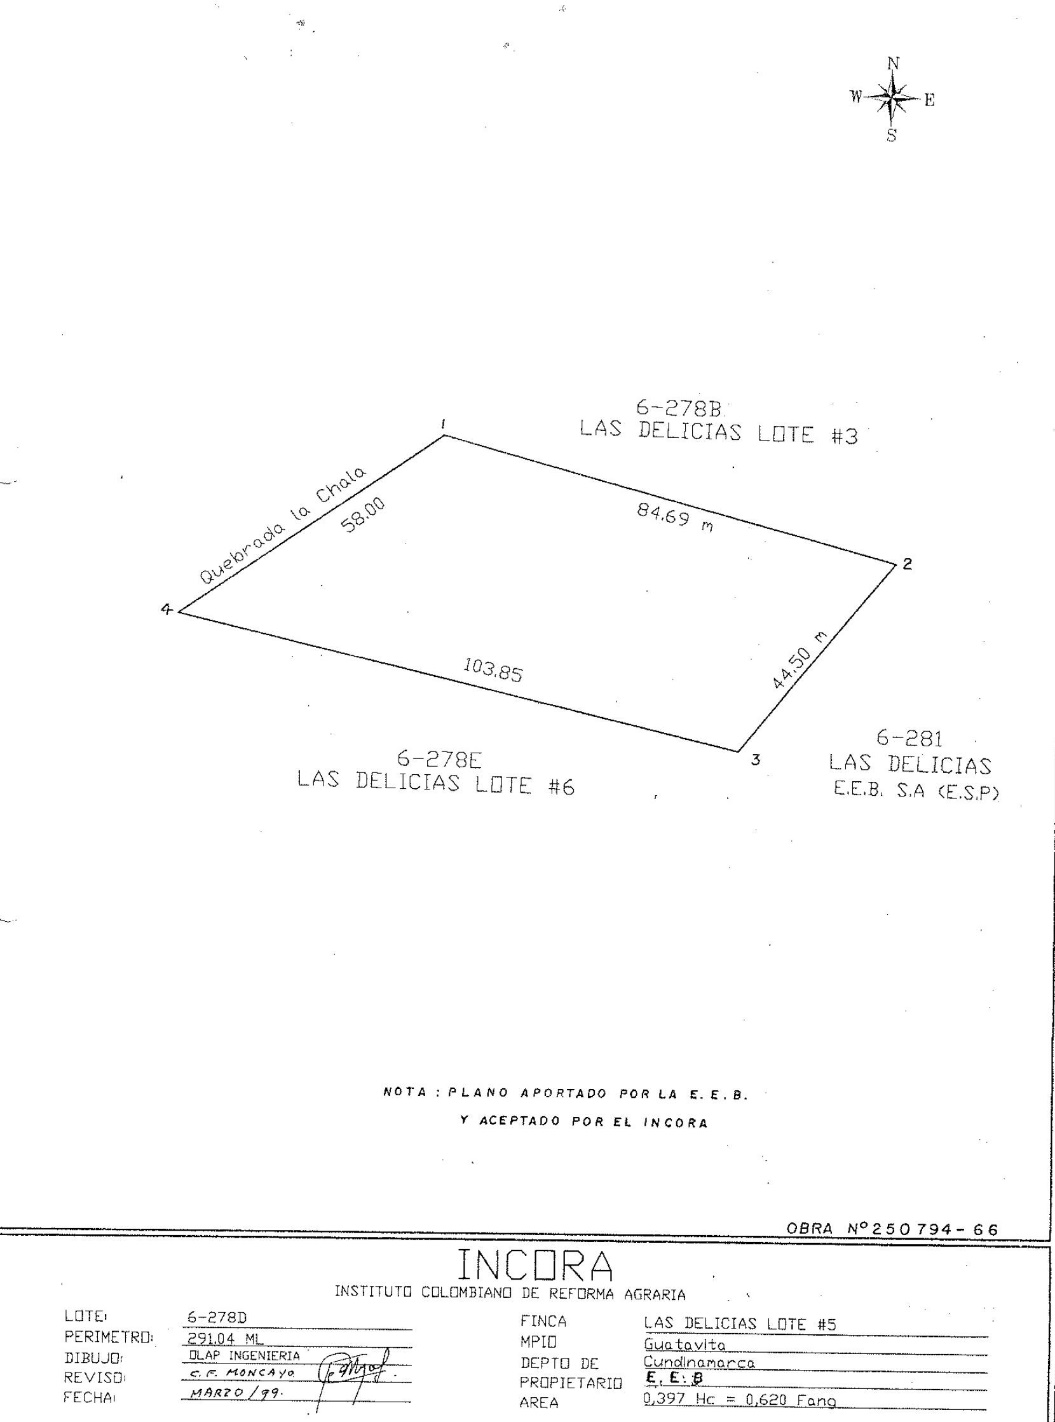 N
W E
S
6-278B
LAS DELICIAS LOTE #3
1
Quebrada la Chala
58.00
84.69 m
2
4
103.85
44.50 m
3
6-278E
LAS DELICIAS LOTE #6
6-281
LAS DELICIAS
E.E.B. S.A (E.S.P)
NOTA : PLANO APORTADO POR LA E. E. B.
Y ACEPTADO POR EL INCORA
OBRA Nº 250794-66
INCORA
INSTITUTO COLOMBIANO DE REFORMA AGRARIA
LOTE: 6-278D
PERIMETRO: 291.04 ML
DIBUJO: OLAP INGENIERIA
REVISO: C. F. MONCAYO
FECHA: MARZO/99.
FINCA LAS DELICIAS LOTE #5
MPIO Guatavita
DEPTO DE Cundinamarca
PROPIETARIO E. E. B
AREA 0,397 Hc = 0,620 Fang